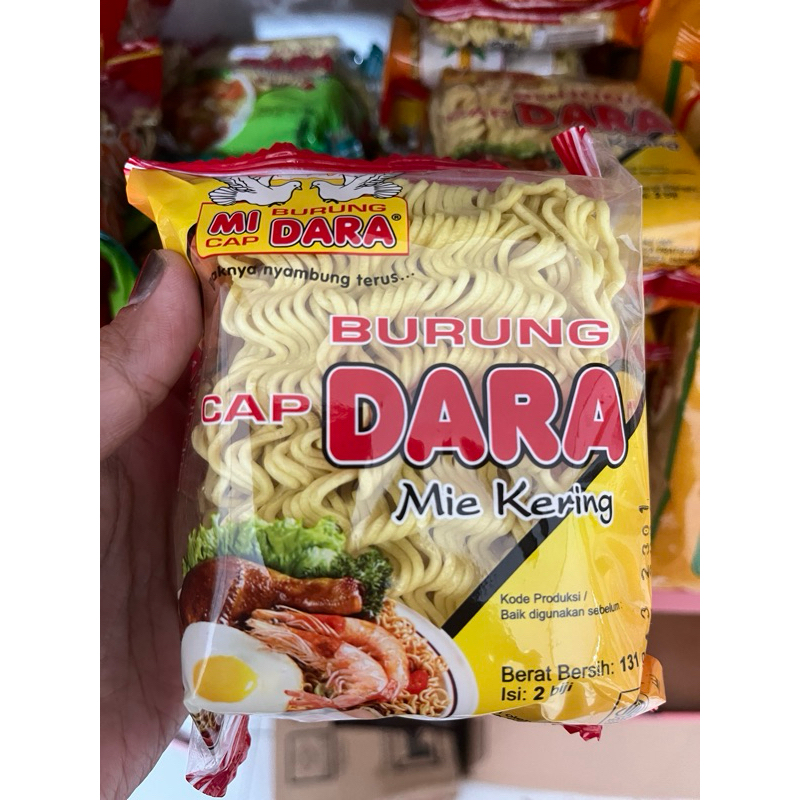 BURUNG
MI DARA®
CAP
nyambung terus...
BURUNG
CAP DARA
Mie Kering
Kode Produksi /
Baik digunakan sebelum :
Berat Bersih: 131
Isi: 2 biji
DARA